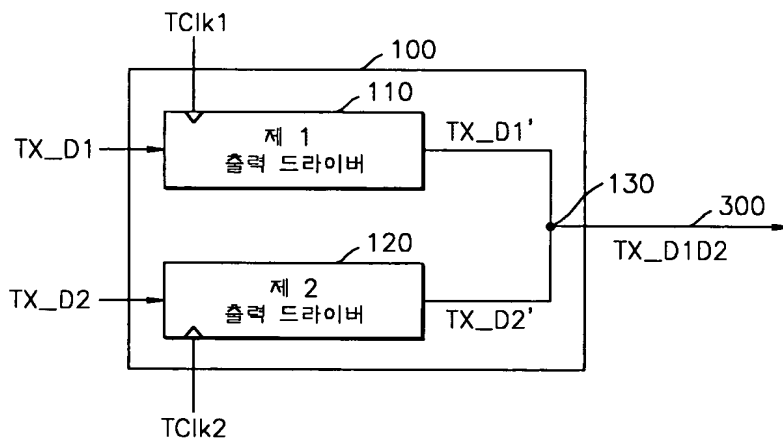 TClk1
100
110
TX_D1
제 1
출력 드라이버
TX_D1'
130
300
TX_D1D2
120
TX_D2
제 2
출력 드라이버
TX_D2'
TClk2